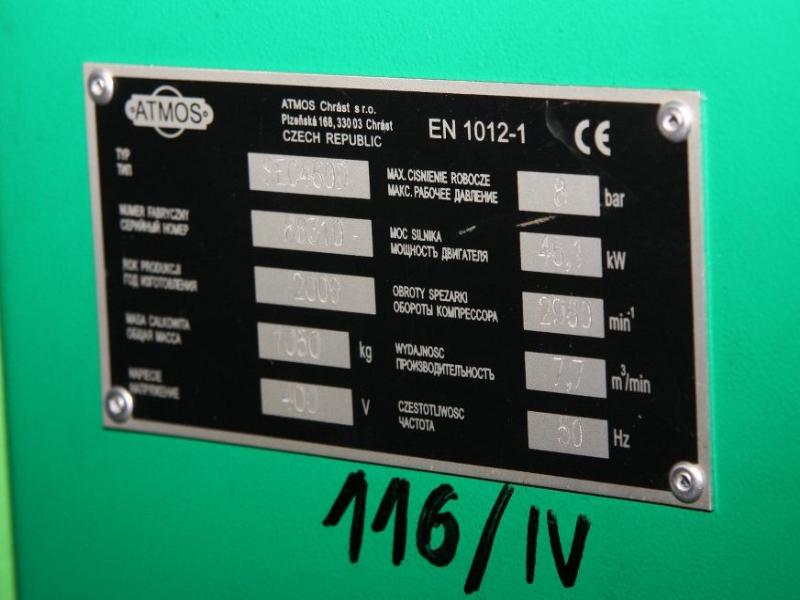 ATMOS
ATMOS Chrást s r.o.
Plzeňská 168, 330 03 Chrást
CZECH REPUBLIC
EN 1012-1
CE
TYP
ТИП
MAX. CISNIENIE ROBOCZE
МАКС. РАБОЧЕЕ ДАВЛЕНИЕ
8 bar
NUMER FABRYCZNY
СЕРИЙНЫЙ НОМЕР
MOC SILNIKA
МОЩНОСТЬ ДВИГАТЕЛЯ
45,1 kW
ROK PRODUKCJI
ГОД ИЗГОТОВЛЕНИЯ
OBROTY SPEZARKI
ОБОРОТЫ КОМПРЕССОРА
2960 min-1
MASA CALKOWITA
ОБЩАЯ МАССА
1050 kg
WYDAJNOSC
ПРОИЗВОДИТЕЛЬНОСТЬ
7,7 m³/min
NAPIECIE
НАПРЯЖЕНИЕ
400 V
CZESTOTLIWOSC
ЧАСТОТА
50 Hz
116/IV